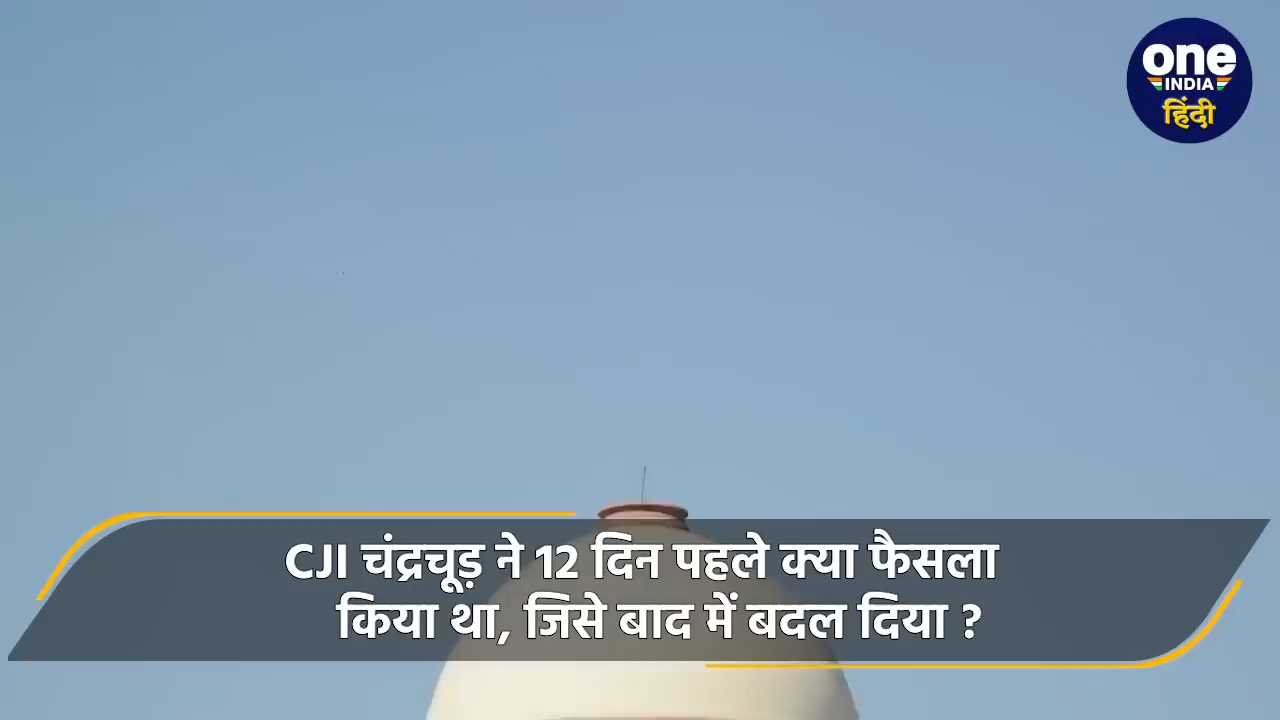 one
INDIA
हिंदी
CJI चंद्रचूड़ ने 12 दिन पहले क्या फैसला
किया था, जिसे बाद में बदल दिया ?